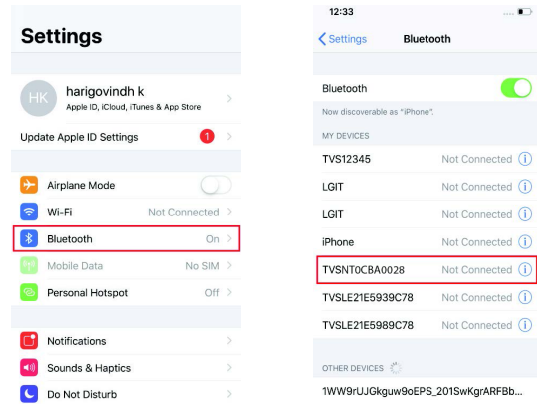 Settings
HK
harigovindh k
Apple ID, iCloud, iTunes & App Store
Update Apple ID Settings 1
Airplane Mode
Wi-Fi Not Connected
Bluetooth On
Mobile Data No SIM
Personal Hotspot Off
Notifications
Sounds & Haptics
Do Not Disturb
12:33
Settings Bluetooth
Bluetooth
Now discoverable as "iPhone".
MY DEVICES
TVS12345 Not Connected i
LGIT Not Connected i
LGIT Not Connected i
iPhone Not Connected i
TVSNT0CBA0028 Not Connected i
TVSLE21E5939C78 Not Connected i
TVSLE21E5989C78 Not Connected i
OTHER DEVICES
1WW9rUJGkguw9oEPS_201SwKgrARFBb...